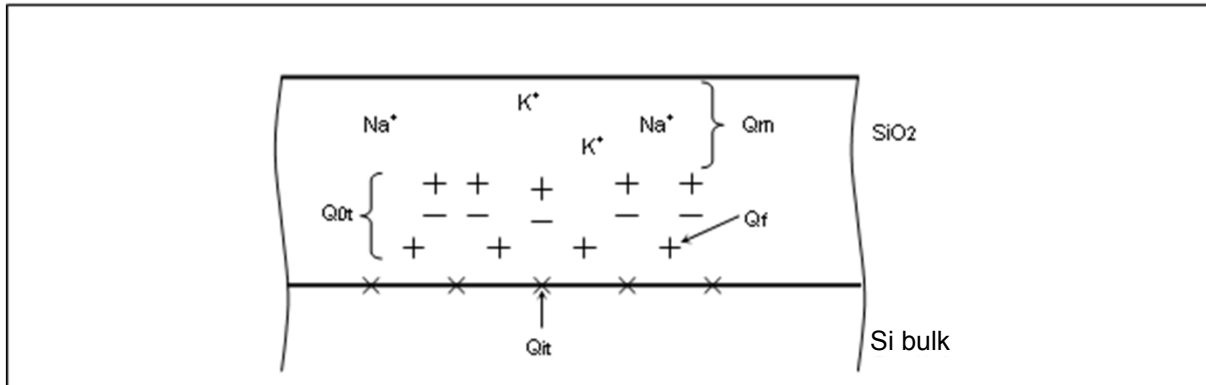 K+
Na+
Na+
Qm
SiO2
K+
+ + + + +
Q0t
− − − − −
Qf
+ + + +
Qit
Si bulk